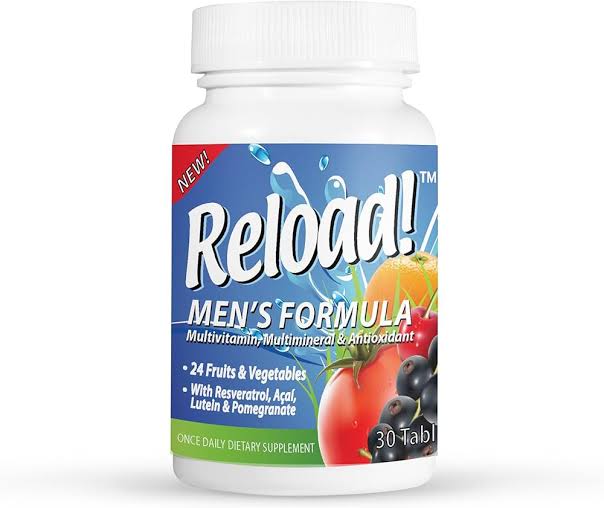 NEW!
Reload!™
MEN'S FORMULA
Multivitamin, Multimineral & Antioxidant
• 24 Fruits & Vegetables
• With Resveratrol, Açaí,
Lutein & Pomegranate
ONCE DAILY DIETARY SUPPLEMENT
30 Tabl